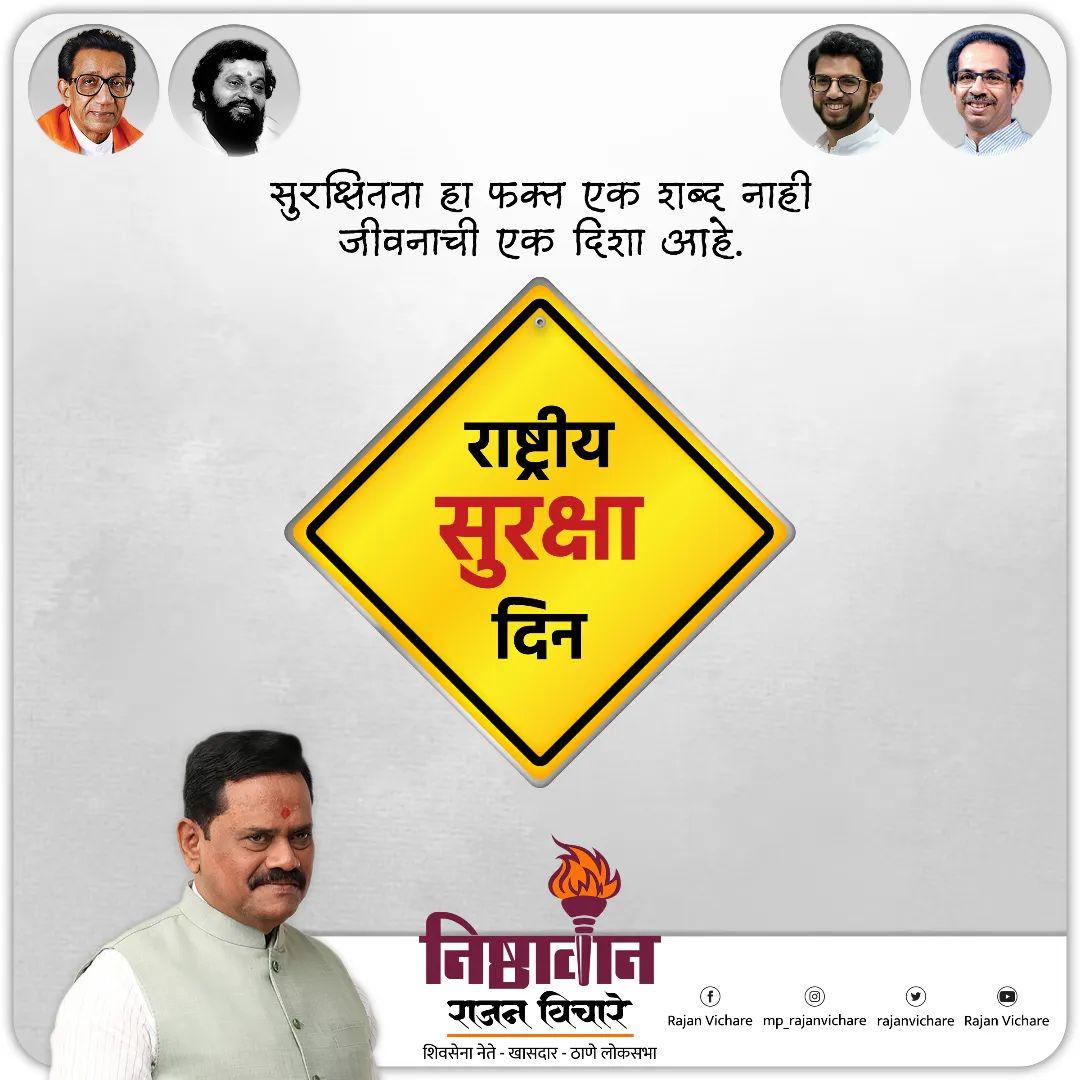 सुरक्षितता हा फक्त एक शब्द नाही
जीवनाची एक दिशा आहे.
राष्ट्रीय
सुरक्षा
दिन
निष्ठावान
राजन विचारे
शिवसेना नेते - खासदार - ठाणे लोकसभा
Rajan Vichare mp_rajanvichare rajanvichare Rajan Vichare